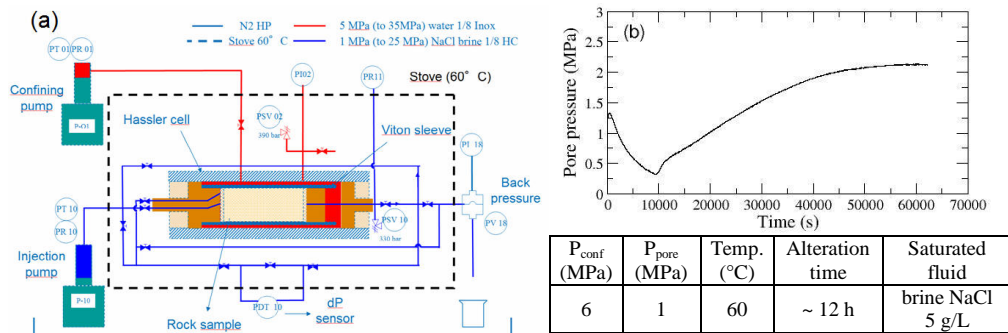 (a)
N2 HP
5 MPa (to 35MPa) water 1/8 Inox
Stove 60° C
1 MPa (to 25 MPa) NaCl brine 1/8 HC
PT 01
PR 01
Confining pump
P-O1
PI02
PR11
Stove (60° C)
Hassler cell
PSV 02
390 bar
Viton sleeve
PI 18
Back pressure
PV 18
PT 10
PR 10
PSV 10
330 bar
Injection pump
P-10
PDT 10
dP sensor
Rock sample
(b)
Pore pressure (MPa)
3
2.5
2
1.5
1
0.5
0
0 10000 20000 30000 40000 50000 60000 70000
Time (s)
Pconf (MPa) Ppore (MPa) Temp. (°C) Alteration time Saturated fluid
6 1 60 ~ 12 h brine NaCl 5 g/L